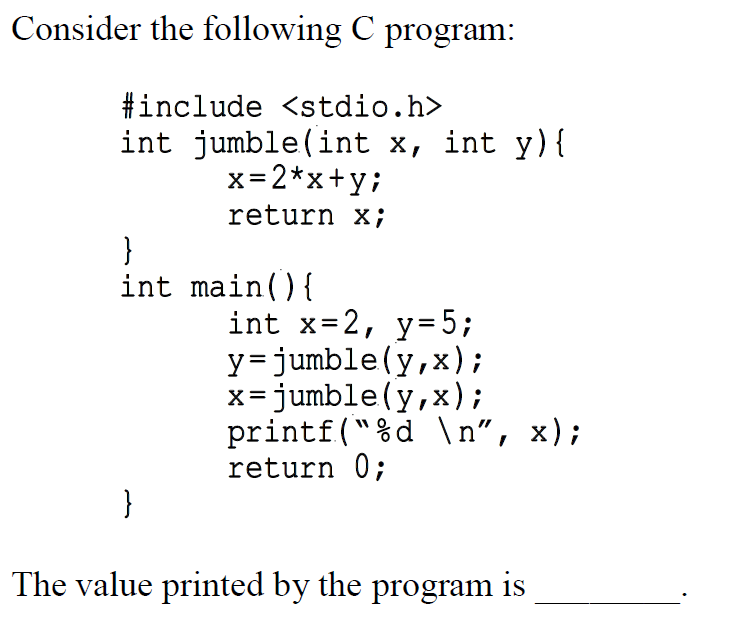 Consider the following C program:
#include <stdio.h>
int jumble(int x, int y){
x=2*x+y;
return x;
}
int main(){
int x=2, y=5;
y=jumble(y,x);
x=jumble(y,x);
printf(“%d \n”, x);
return 0;
}
The value printed by the program is ________.